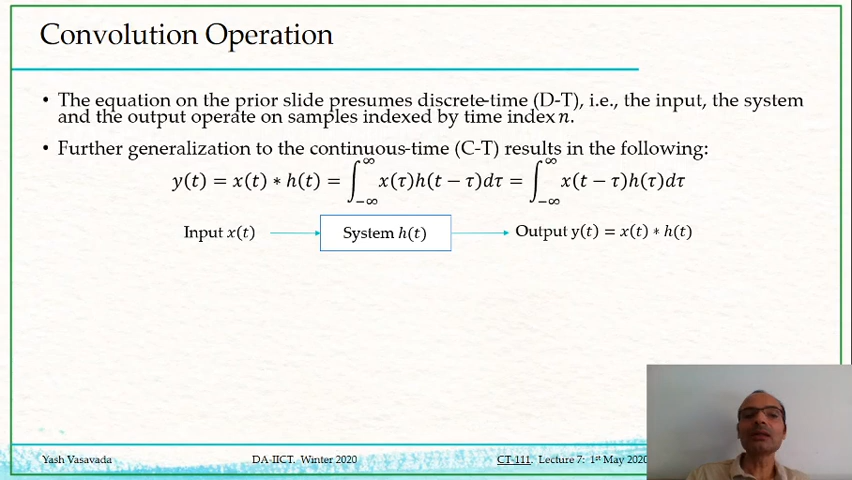 Convolution Operation
• The equation on the prior slide presumes discrete-time (D-T), i.e., the input, the system
and the output operate on samples indexed by time index n.
• Further generalization to the continuous-time (C-T) results in the following:
y(t) = x(t) ∗ h(t) = ∫_{−∞}^{∞} x(τ)h(t − τ)dτ = ∫_{−∞}^{∞} x(t − τ)h(τ)dτ
Input x(t)
System h(t)
Output y(t) = x(t) ∗ h(t)
Yash Vasavada
DA-IICT. Winter 2020
CT-111. Lecture 7: 1st May 2020